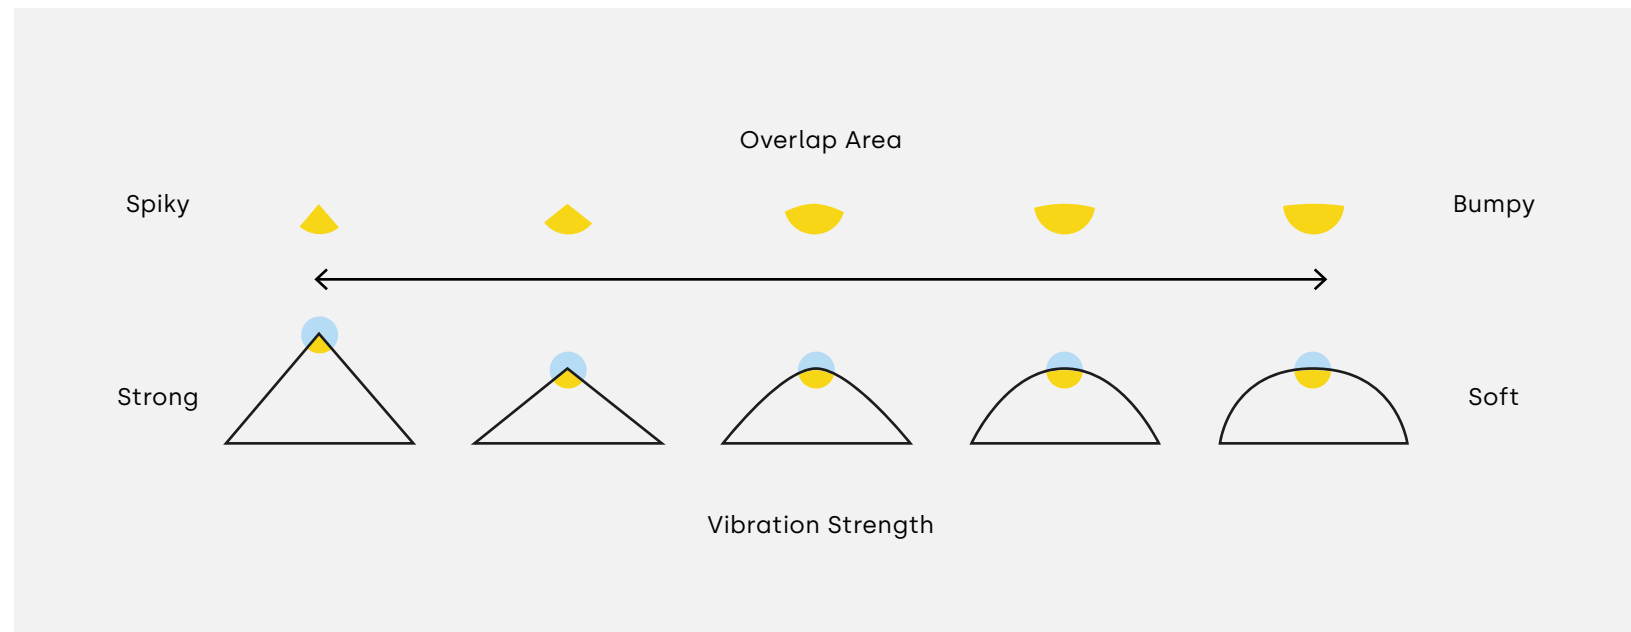 Overlap Area
Spiky
Bumpy
Strong
Soft
Vibration Strength